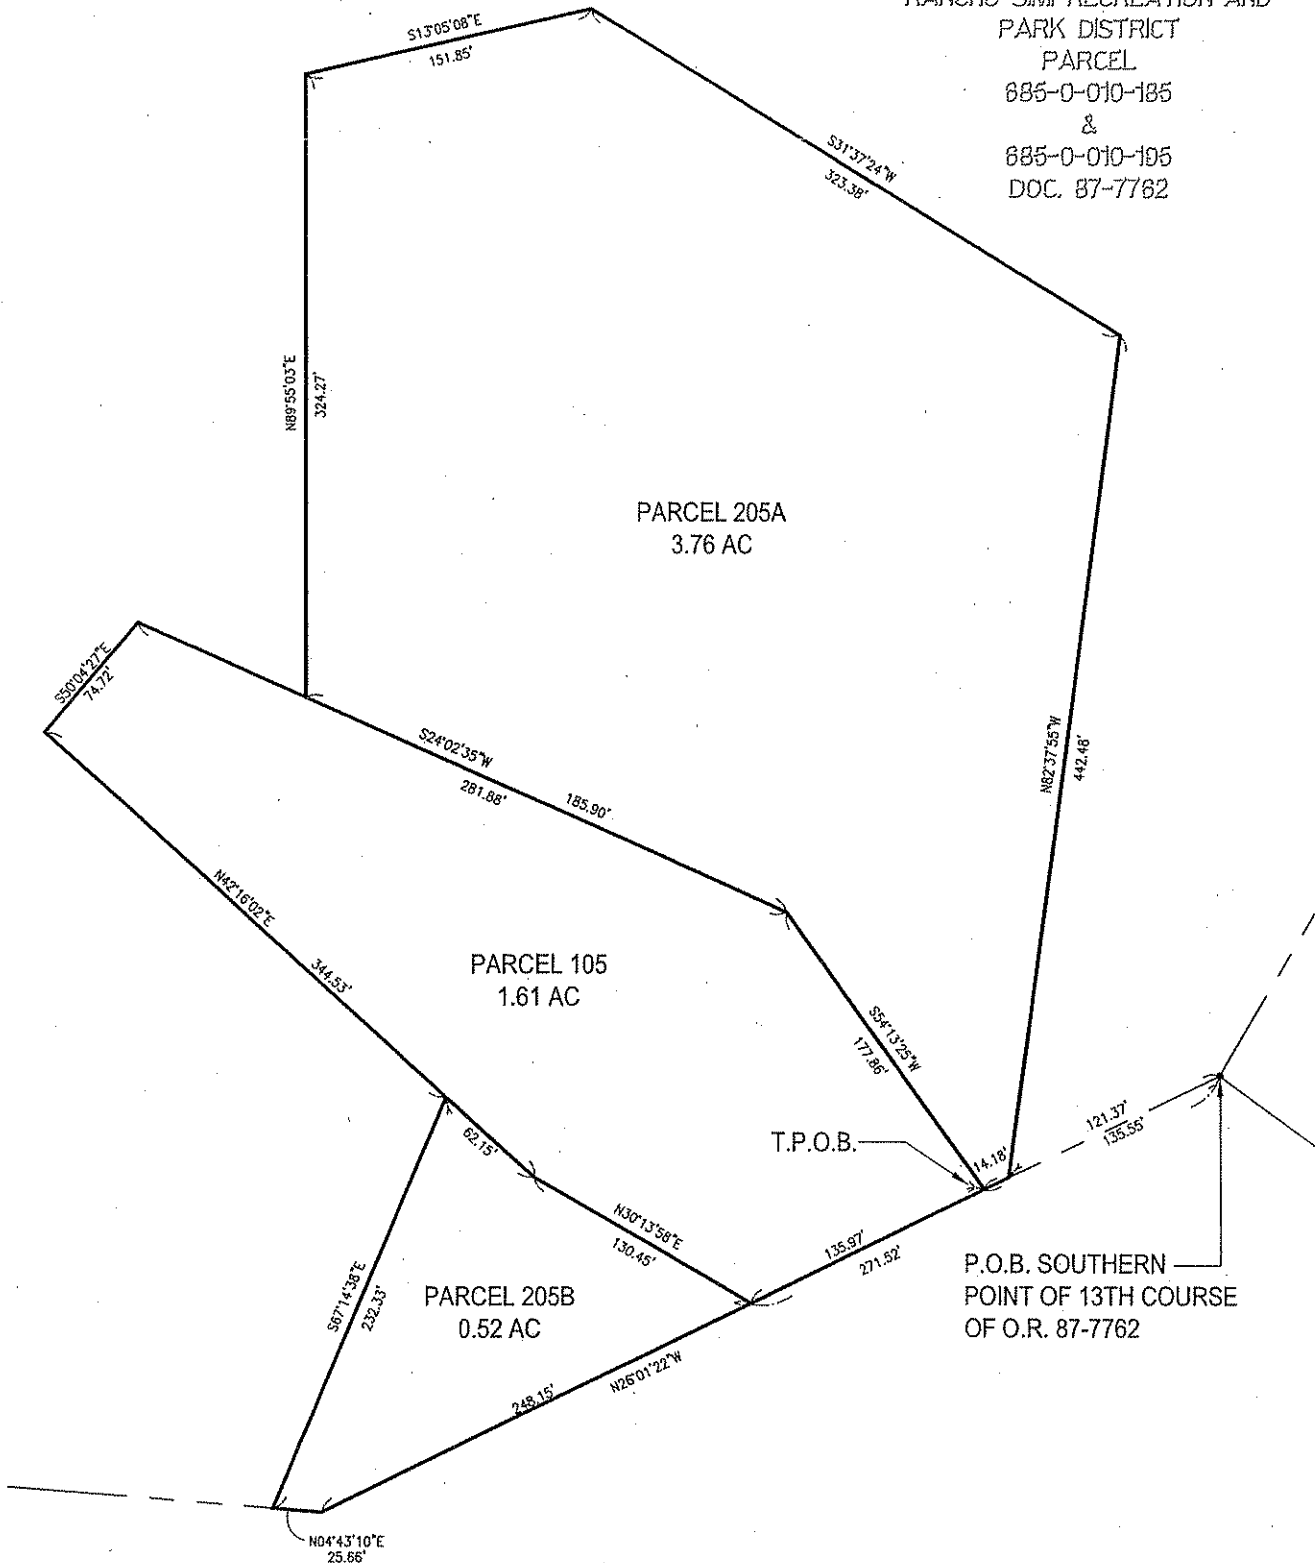 RANCHO SIMI RECREATION AND
PARK DISTRICT
PARCEL
685-0-010-185
&
685-0-010-195
DOC. 87-7762
S13°05'08"E
151.85'
S31°37'24"W
323.38'
N89°55'03"E
324.27'
PARCEL 205A
3.76 AC
S50°04'27"E
74.72'
S24°02'35"W
281.88'
185.90'
N82°37'55"W
442.48'
N42°16'02"E
344.53'
PARCEL 105
1.61 AC
S54°13'25"W
177.86'
T.P.O.B.
14.18'
121.37'
135.55'
62.15'
N30°13'58"E
130.45'
135.97'
271.52'
P.O.B. SOUTHERN
POINT OF 13TH COURSE
OF O.R. 87-7762
S67°14'38"E
232.33'
PARCEL 205B
0.52 AC
248.15'
N26°01'22"W
N04°43'10"E
25.66'